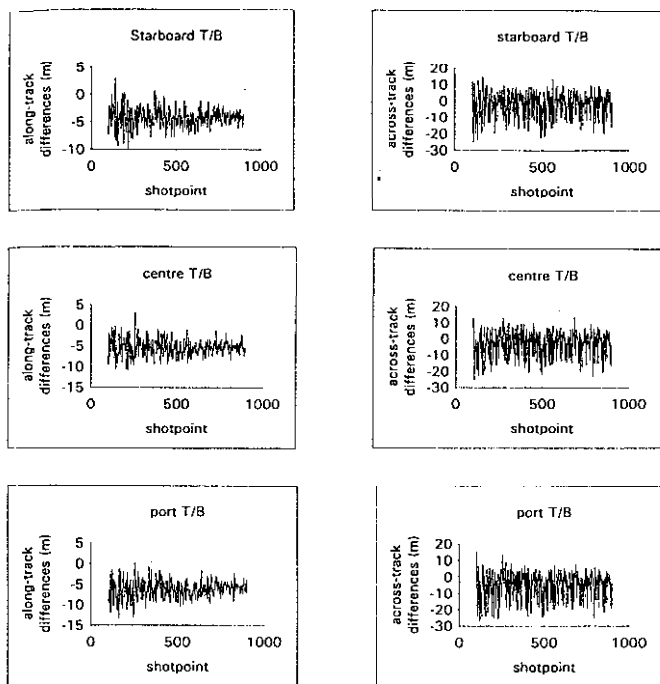 Starboard T/B
along-track
differences (m)
5
0
-5
-10
0
500
1000
shotpoint
starboard T/B
across-track
differences (m)
20
10
0
-10
-20
-30
0
500
1000
shotpoint
centre T/B
along-track
differences (m)
5
0
-5
-10
-15
0
500
1000
shotpoint
centre T/B
across-track
differences (m)
20
10
0
-10
-20
-30
0
500
1000
shotpoint
port T/B
along-track
differences (m)
5
0
-5
-10
-15
0
500
1000
shotpoint
port T/B
across-track
differences (m)
20
10
0
-10
-20
-30
0
500
1000
shotpoint